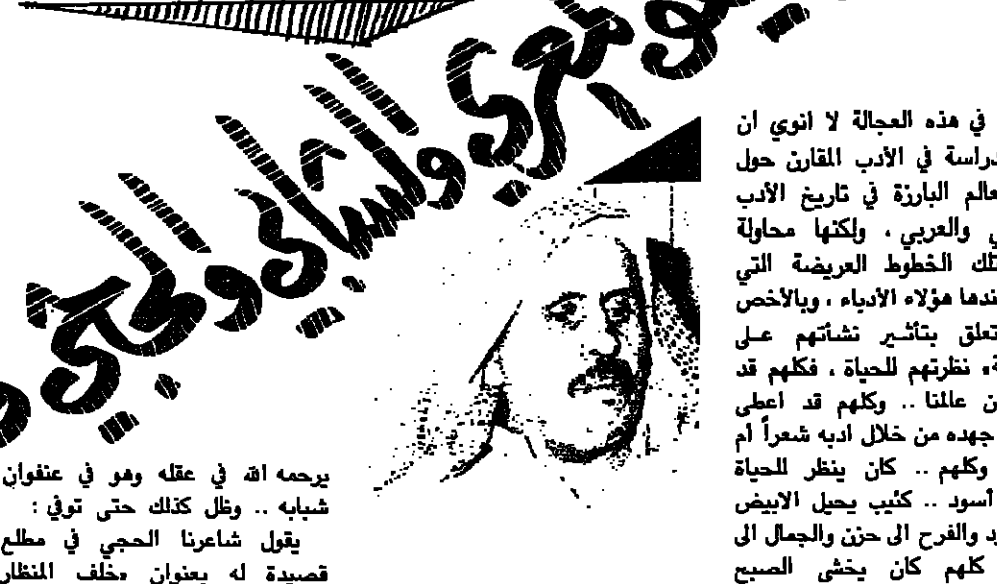 المعري والشابي والحجي و
في هذه العجالة لا انوي ان
دراسة في الأدب المقارن حول
عالم البارزة في تاريخ الأدب
ي والعربي ، ولكنها محاولة
تلك الخطوط العريضة التي
ندها هؤلاء الأدباء ، وبالأخص
تعلق بتأثير نشأتهم على
ة» نظرتهم للحياة ، فكلهم قد
ن عالمنا .. وكلهم قد اعطى
جهده من خلال ادبه شعراً أم
وكلهم .. كان ينظر للحياة
أسود .. كئيب يحيل الابيض
د والفرح الى حزن والجمال الى
كلهم كان يخشى الصبح
يرحمه الله في عقله وهو في عنفوان
شبابه .. وظل كذلك حتى توفي :
يقول شاعرنا الحجي في مطلع
قصيدة له بعنوان «خلف المنظار